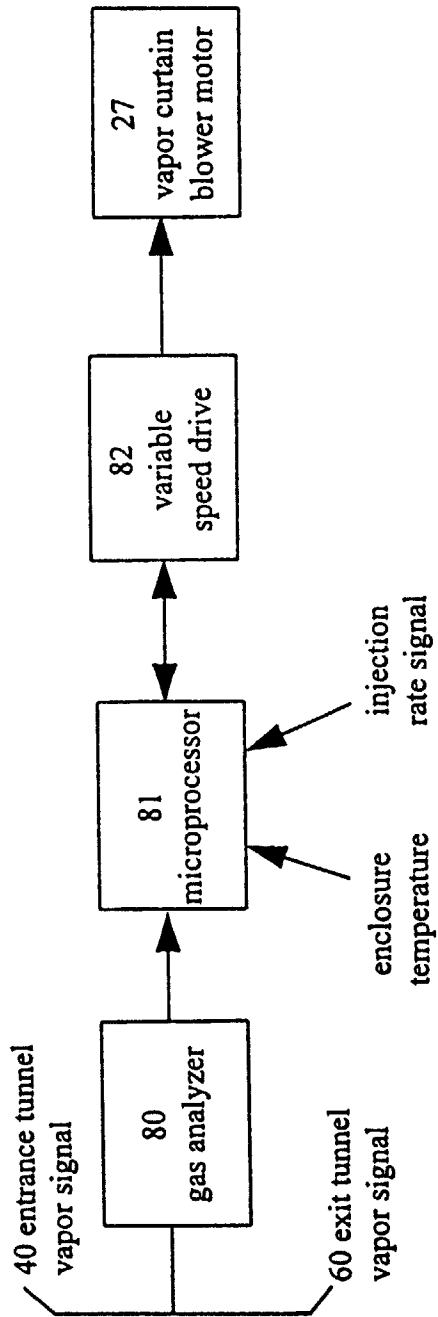 40 entrance tunnel
vapor signal
60 exit tunnel
vapor signal
80
gas analyzer
81
microprocessor
enclosure
temperature
injection
rate signal
82
variable
speed drive
27
vapor curtain
blower motor